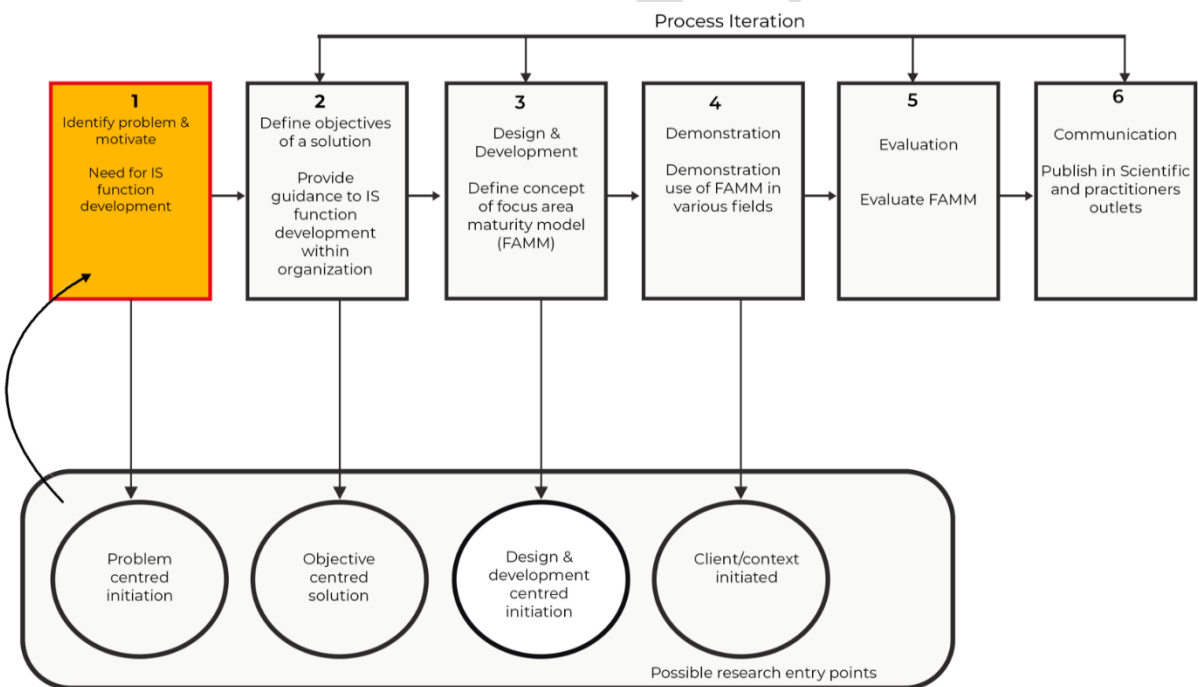 Process Iteration
1
Identify problem &
motivate
Need for IS
function
development
2
Define objectives
of a solution
Provide
guidance to IS
function
development
within
organization
3
Design &
Development
Define concept
of focus area
maturity model
(FAMM)
4
Demonstration
Demonstration
use of FAMM in
various fields
5
Evaluation
Evaluate FAMM
6
Communication
Publish in Scientific
and practitioners
outlets
Problem
centred
initiation
Objective
centred
solution
Design &
development
centred
initiation
Client/context
initiated
Possible research entry points